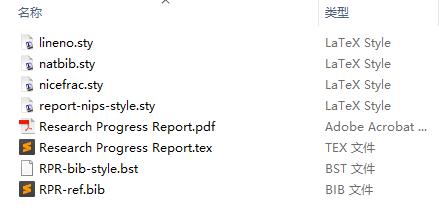 名称 类型
lineno.sty LaTeX Style
natbib.sty LaTeX Style
nicefrac.sty LaTeX Style
report-nips-style.sty LaTeX Style
Research Progress Report.pdf Adobe Acrobat ...
Research Progress Report.tex TEX 文件
RPR-bib-style.bst BST 文件
RPR-ref.bib BIB 文件